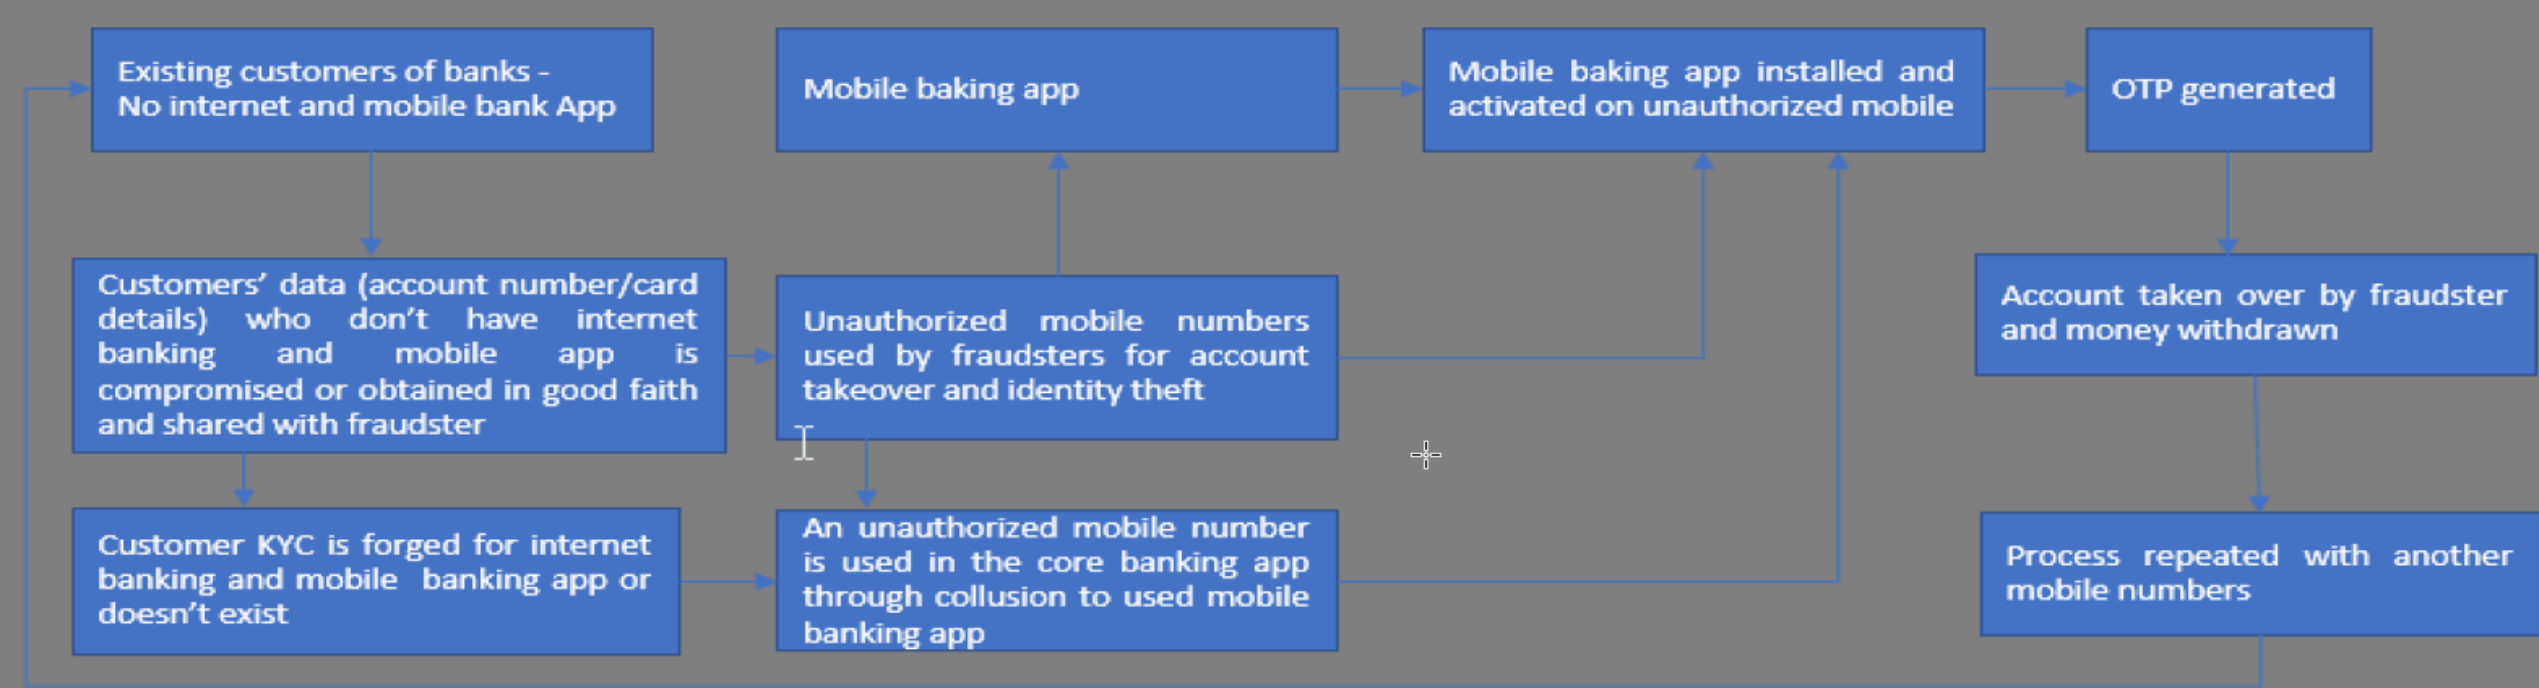 Existing customers of banks -
No internet and mobile bank App
Mobile baking app
Mobile baking app installed and
activated on unauthorized mobile
OTP generated
Customers’ data (account number/card
details) who don’t have internet
banking and mobile app is
compromised or obtained in good faith
and shared with fraudster
Unauthorized mobile numbers
used by fraudsters for account
takeover and identity theft
Account taken over by fraudster
and money withdrawn
Customer KYC is forged for internet
banking and mobile banking app or
doesn’t exist
An unauthorized mobile number
is used in the core banking app
through collusion to used mobile
banking app
Process repeated with another
mobile numbers